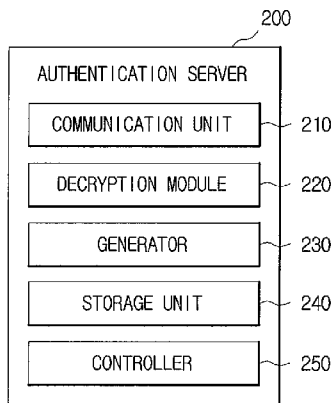 200
AUTHENTICATION SERVER
COMMUNICATION UNIT 210
DECRYPTION MODULE 220
GENERATOR 230
STORAGE UNIT 240
CONTROLLER 250